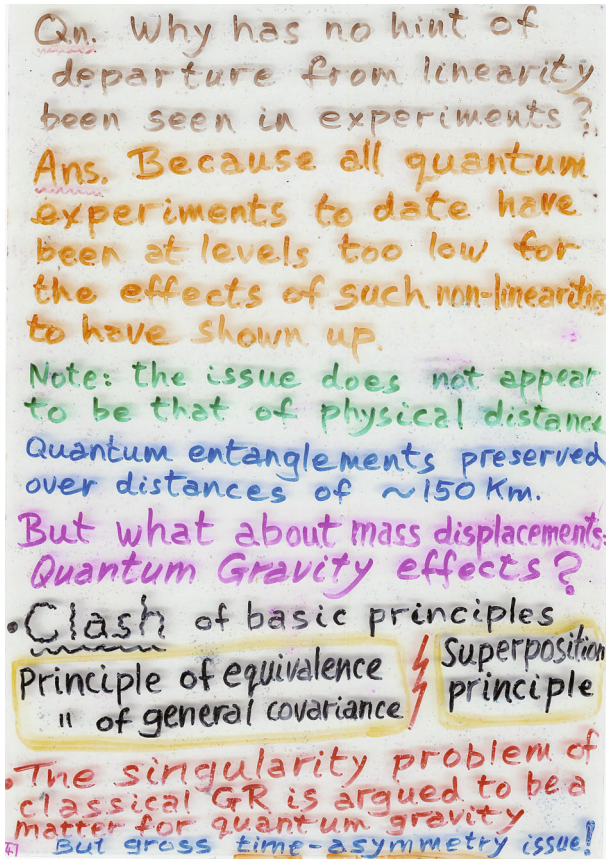 Qn. Why has no hint of
departure from linearity
been seen in experiments?
Ans. Because all quantum
experiments to date have
been at levels too low for
the effects of such non-linearities
to have shown up.
Note: the issue does not appear
to be that of physical distance
Quantum entanglements preserved
over distances of ~150 Km.
But what about mass displacements:
Quantum Gravity effects?
• Clash of basic principles
Principle of equivalence
" of general covariance
Superposition
principle
• The singularity problem of
classical GR is argued to be a
matter for quantum gravity
But gross time-asymmetry issue!